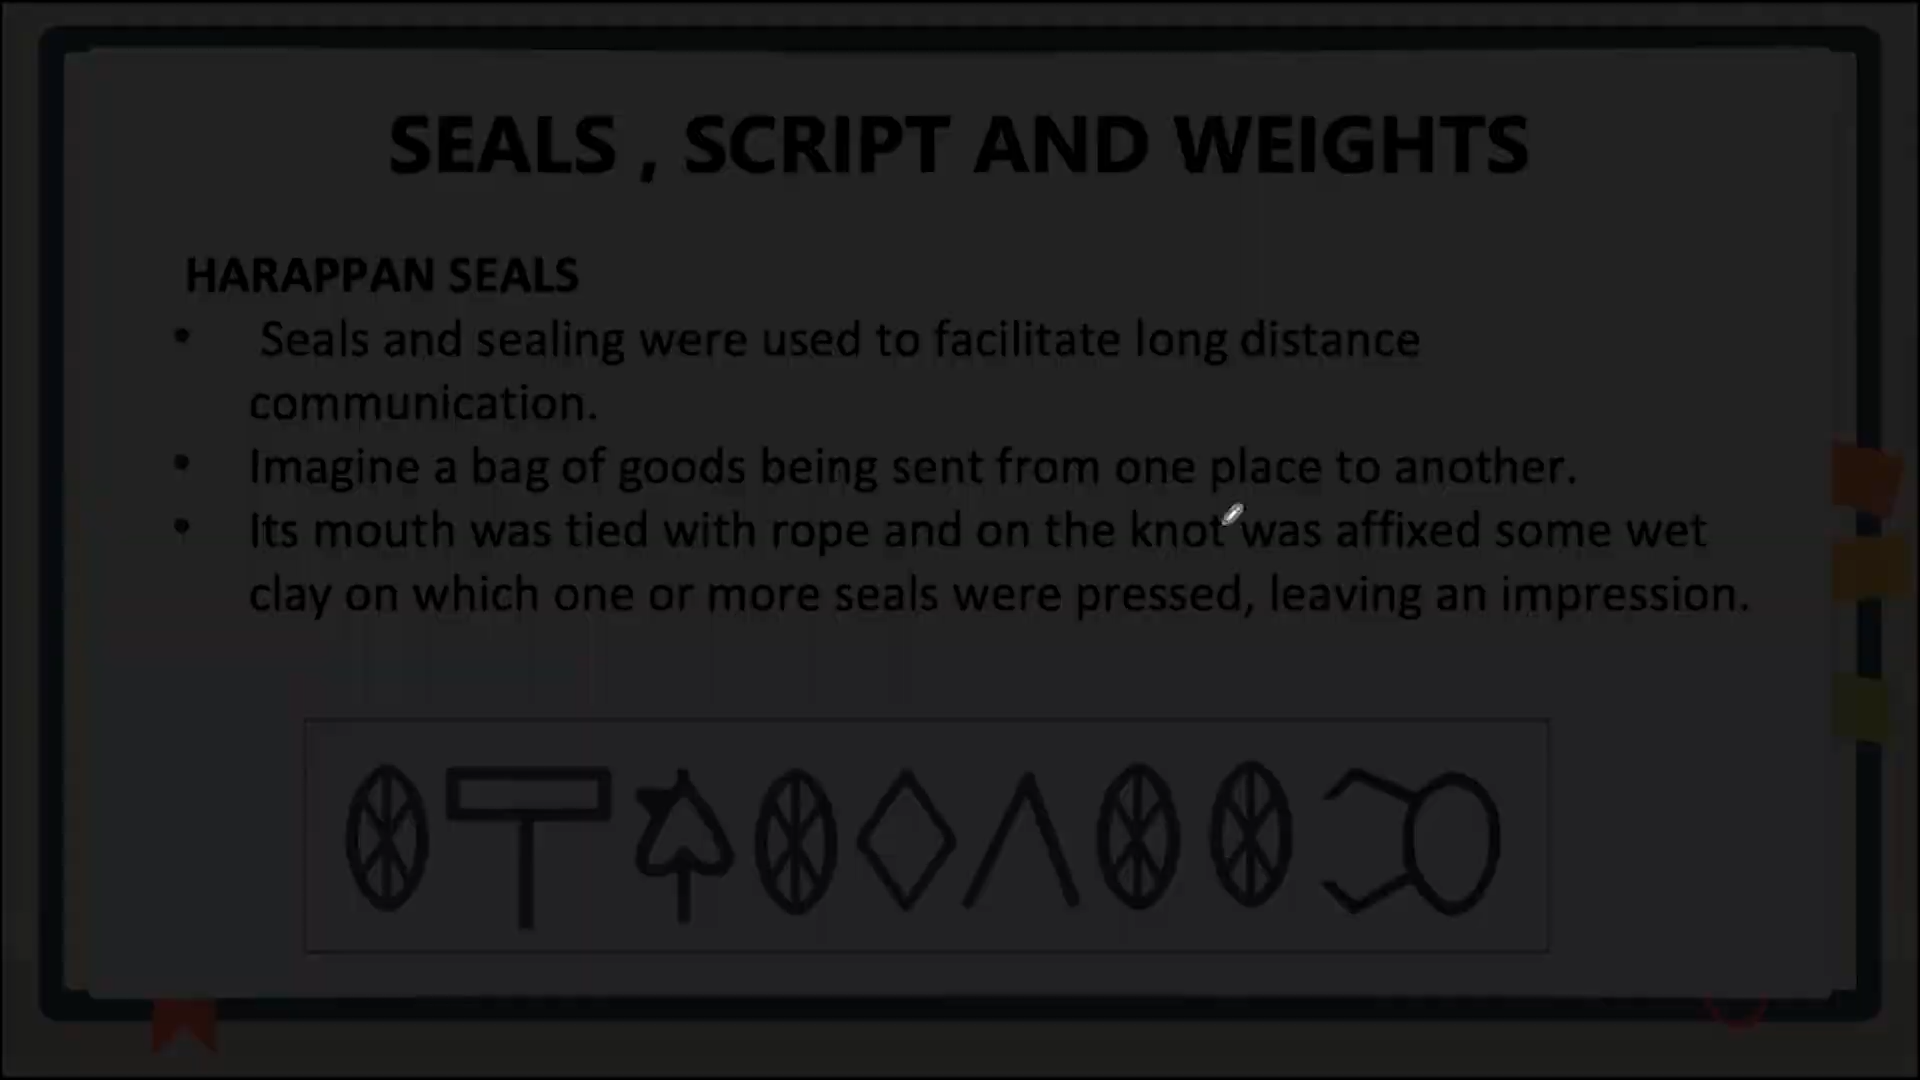 SEALS , SCRIPT AND WEIGHTS
HARAPPAN SEALS
• Seals and sealing were used to facilitate long distance
communication.
• Imagine a bag of goods being sent from one place to another.
• Its mouth was tied with rope and on the knot was affixed some wet
clay on which one or more seals were pressed, leaving an impression.